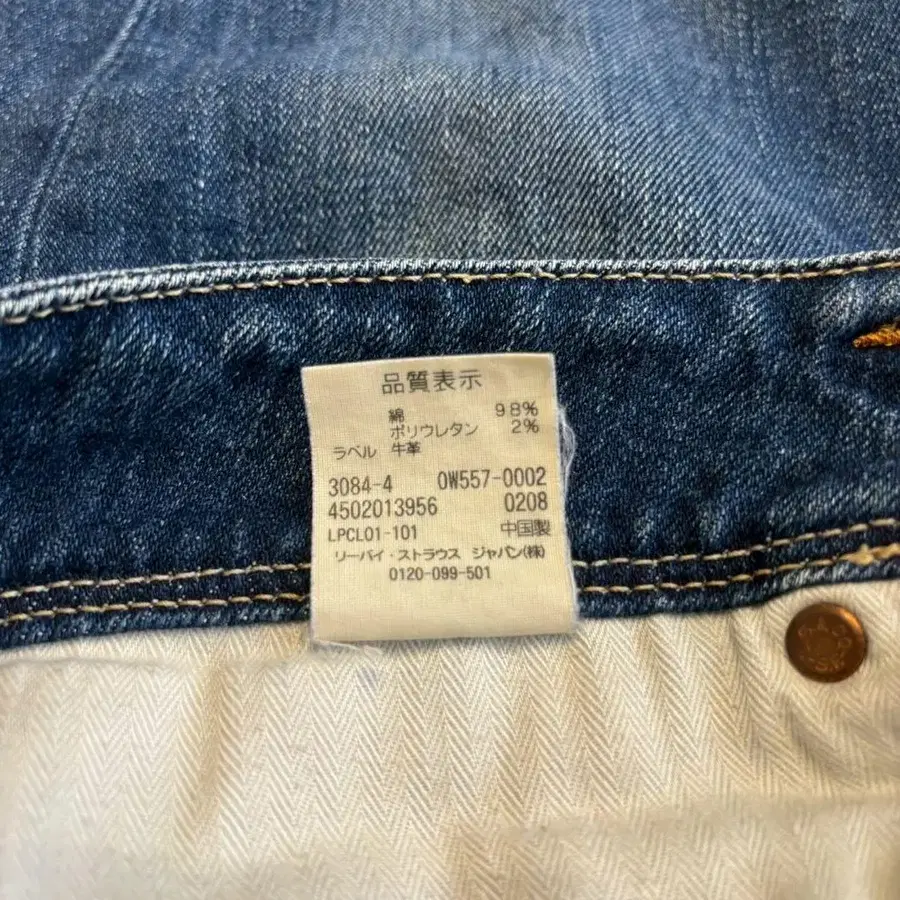 品質表示
綿 98%
ポリウレタン 2%
ラベル 牛革
3084-4 0W557-0002
4502013956 0208
LPCL01-101 中国製
リーバイ・ストラウス ジャパン(株)
0120-099-501